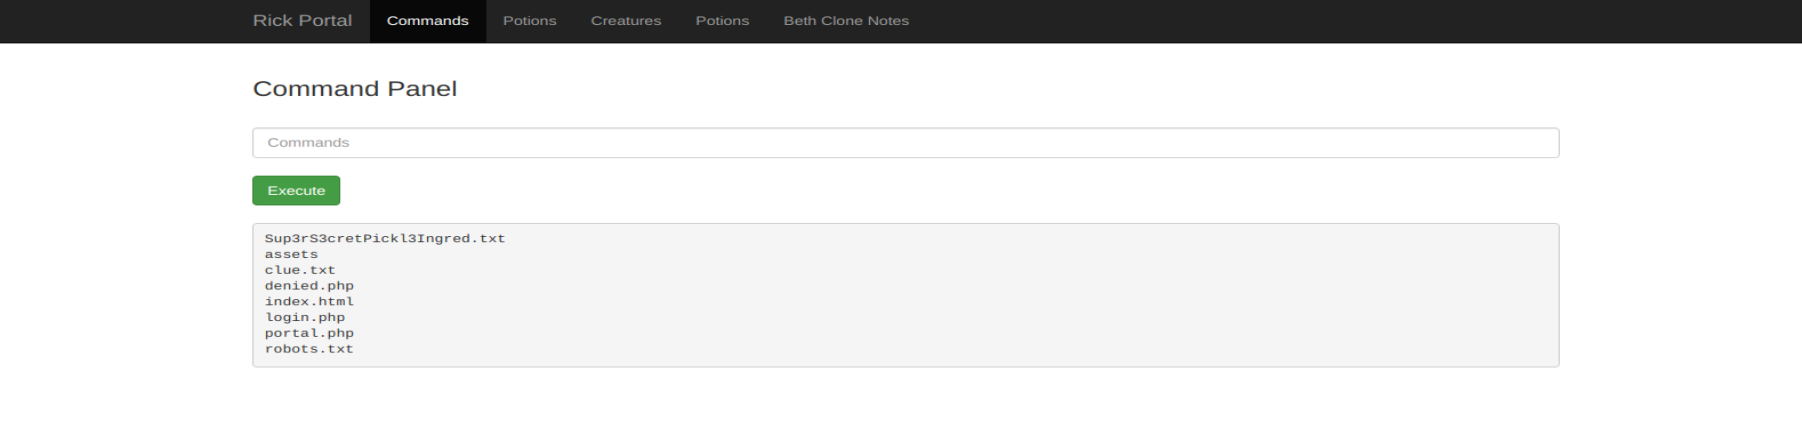 Rick Portal Commands Potions Creatures Potions Beth Clone Notes
Command Panel
Commands
Execute
Sup3rS3cretPickl3Ingred.txt
assets
clue.txt
denied.php
index.html
login.php
portal.php
robots.txt